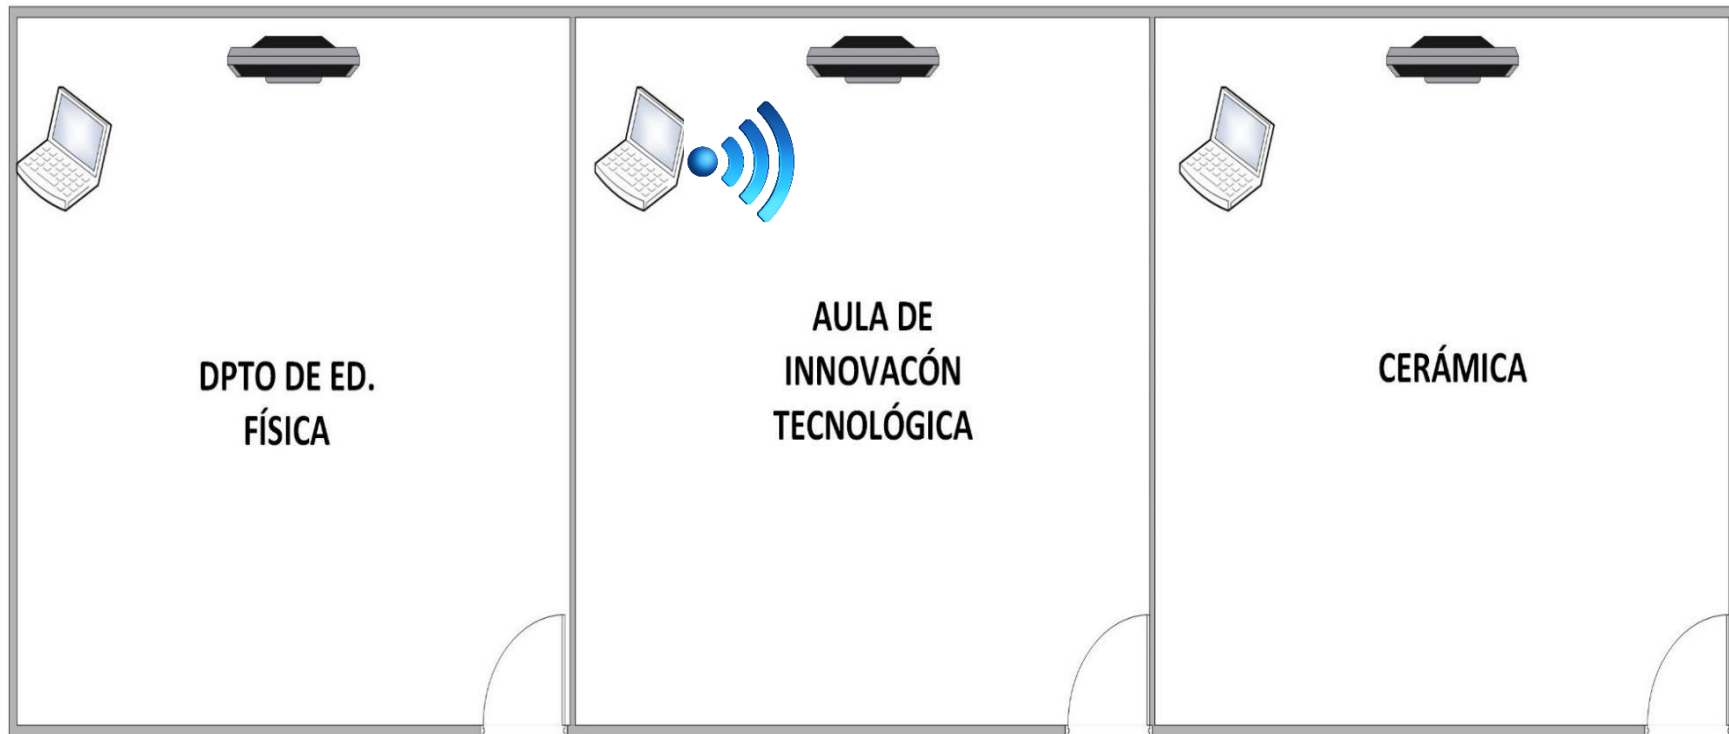 DPTO DE ED.
FÍSICA
AULA DE
INNOVACÓN
TECNOLÓGICA
CERÁMICA